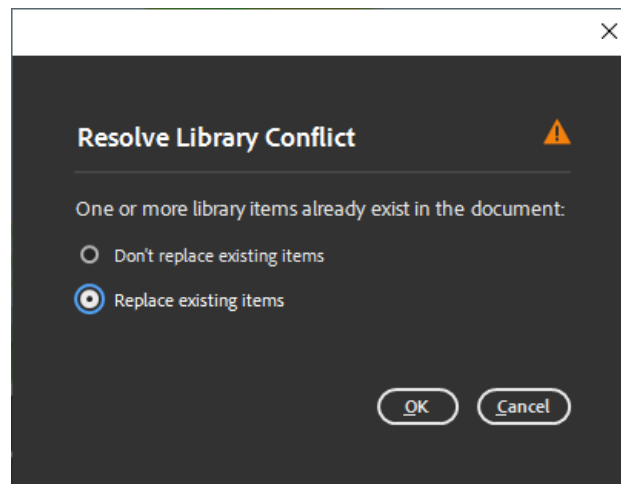 Resolve Library Conflict
One or more library items already exist in the document:
Don't replace existing items
Replace existing items
OK Cancel